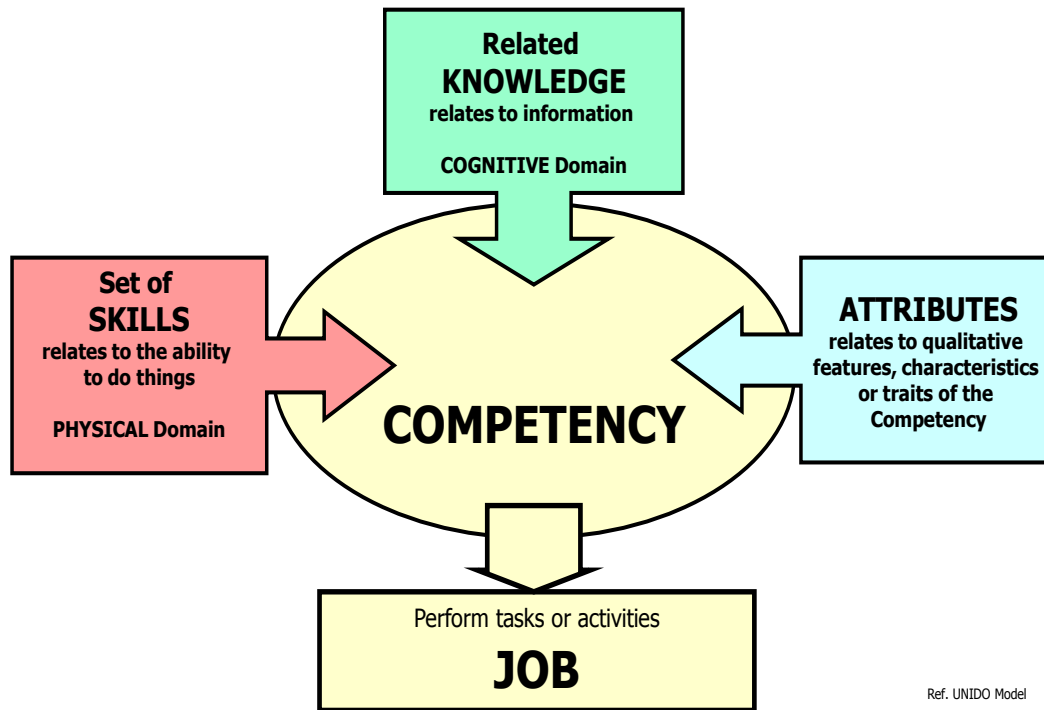 Related
KNOWLEDGE
relates to information
COGNITIVE Domain
Set of
SKILLS
relates to the ability
to do things
PHYSICAL Domain
ATTRIBUTES
relates to qualitative
features, characteristics
or traits of the
Competency
COMPETENCY
Perform tasks or activities
JOB
Ref. UNIDO Model